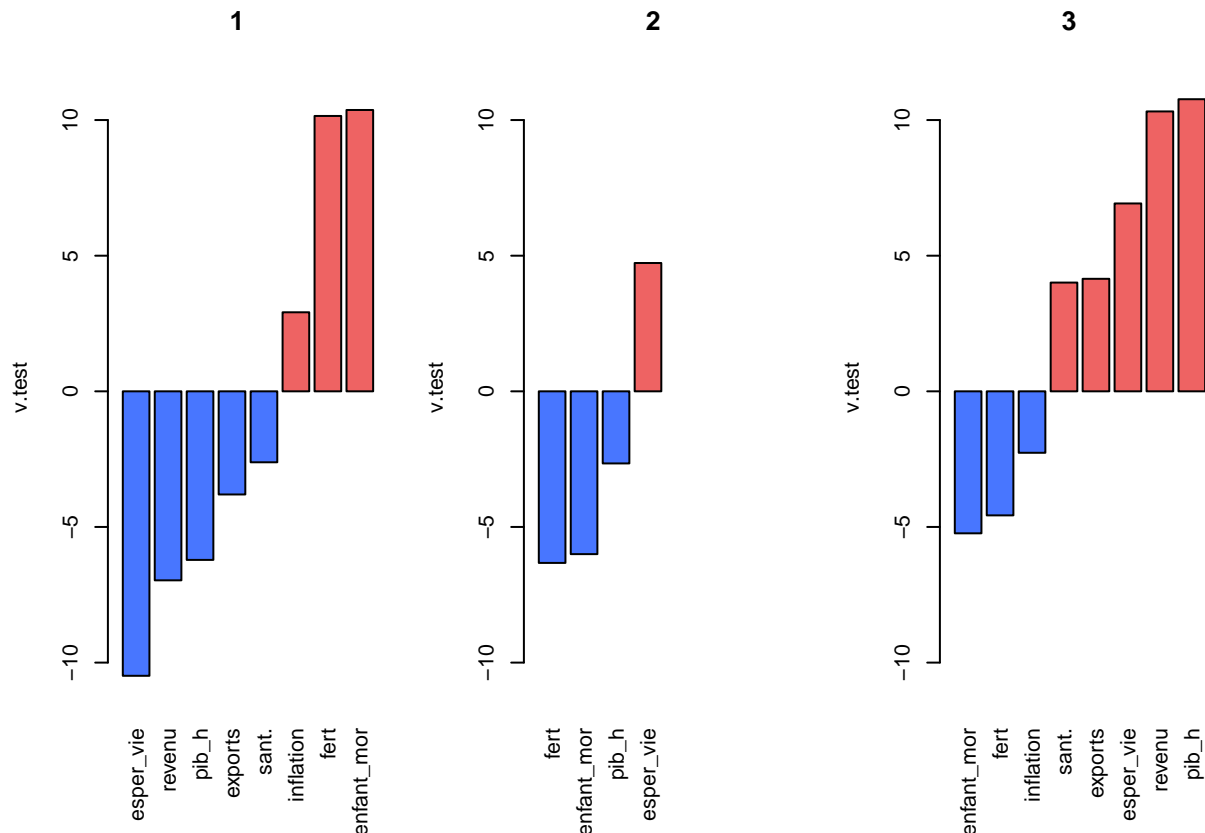 1
2
3
v.test
10
5
0
−5
−10
esper_vie
revenu
pib_h
exports
sant.
inflation
fert
enfant_mor
v.test
10
5
0
−5
−10
fert
enfant_mor
pib_h
esper_vie
v.test
10
5
0
−5
−10
enfant_mor
fert
inflation
sant.
exports
esper_vie
revenu
pib_h